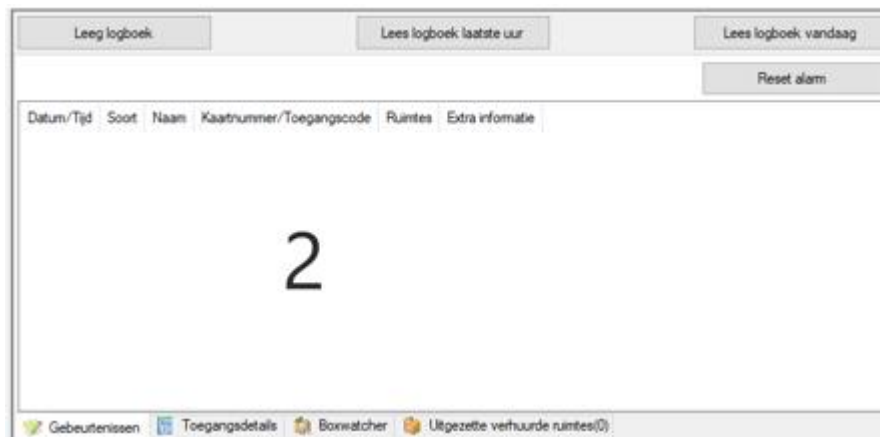 Leeg logboek Lees logboek laatste uur Lees logboek vandaag
Reset alarm
Datum/Tijd Soort Naam Kaartnummer/Toegangscode Ruimtes Extra informatie
2
Gebeurtenissen Toegangsdetails Boxwatcher Uitgezette verhuurde ruimtes(0)